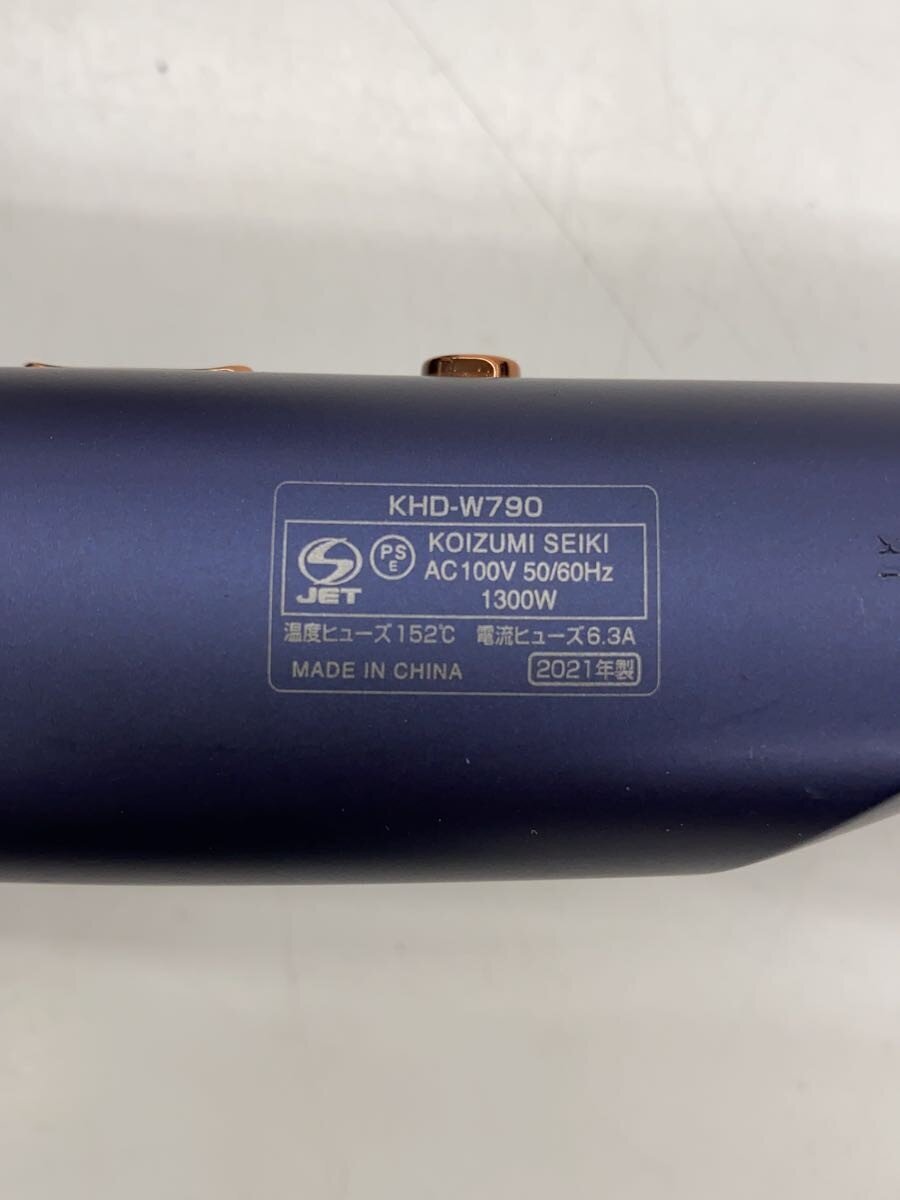 KHD-W790
JET
PS
E
KOIZUMI SEIKI
AC100V 50/60Hz
1300W
温度ヒューズ152℃ 電流ヒューズ6.3A
MADE IN CHINA 2021年製